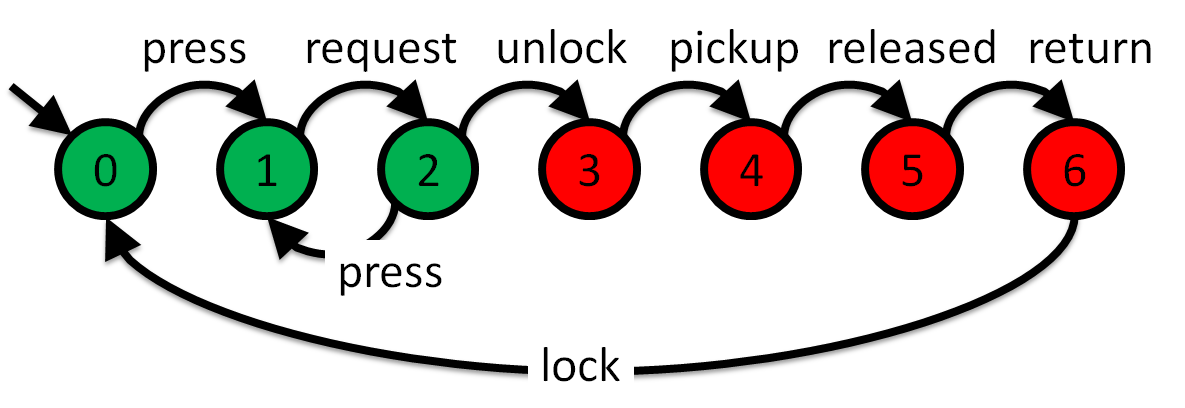 press request unlock pickup released return
0 1 2 3 4 5 6
press
lock